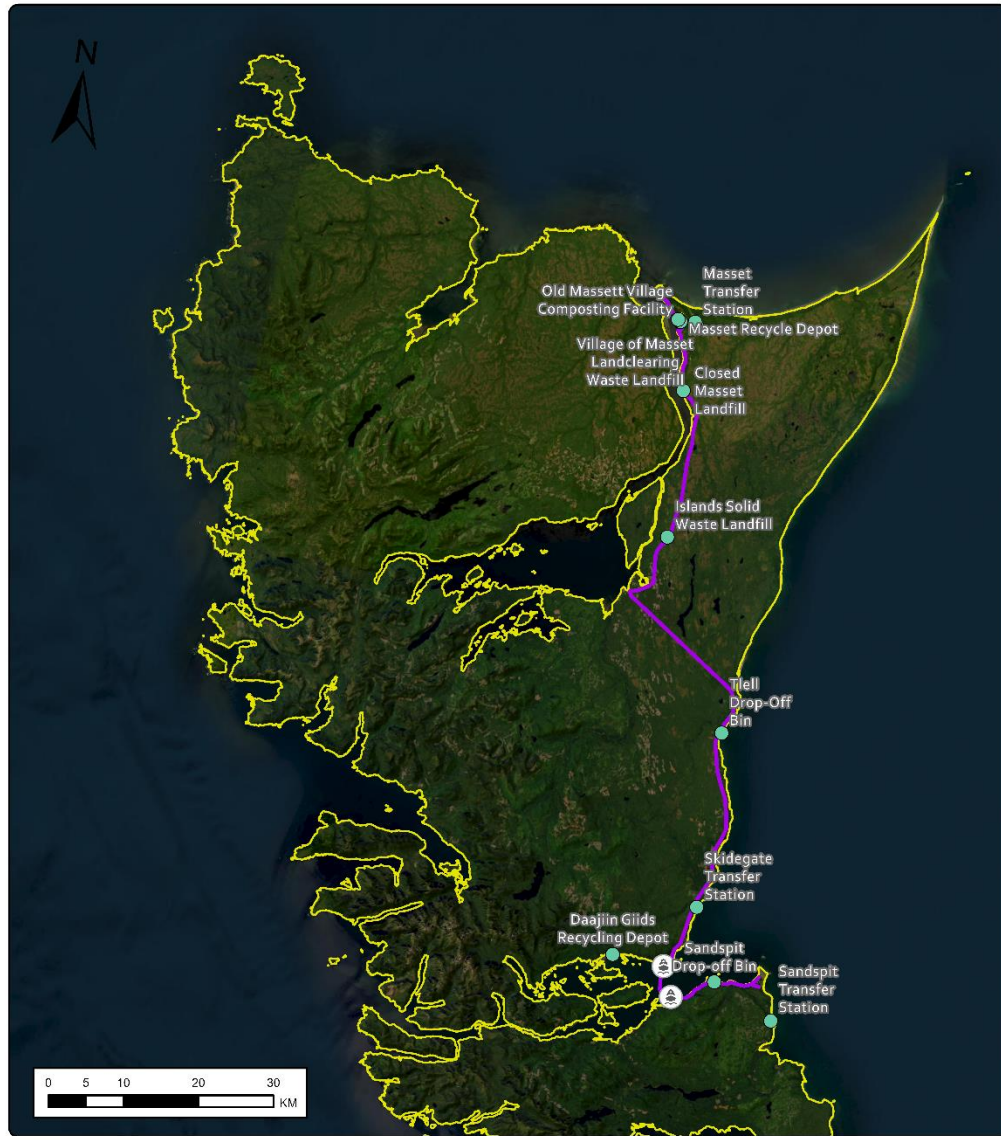 N
Masset
Transfer
Station
Old Massett Village
Composting Facility
Masset Recycle Depot
Village of Masset
Landclearing
Waste Landfill
Closed
Masset
Landfill
Islands Solid
Waste Landfill
Tlell
Drop-Off
Bin
Skidegate
Transfer
Station
Daajiin Giids
Recycling Depot
Sandspit
Drop-off Bin
Sandspit
Transfer
Station
0 5 10 20 30
KM